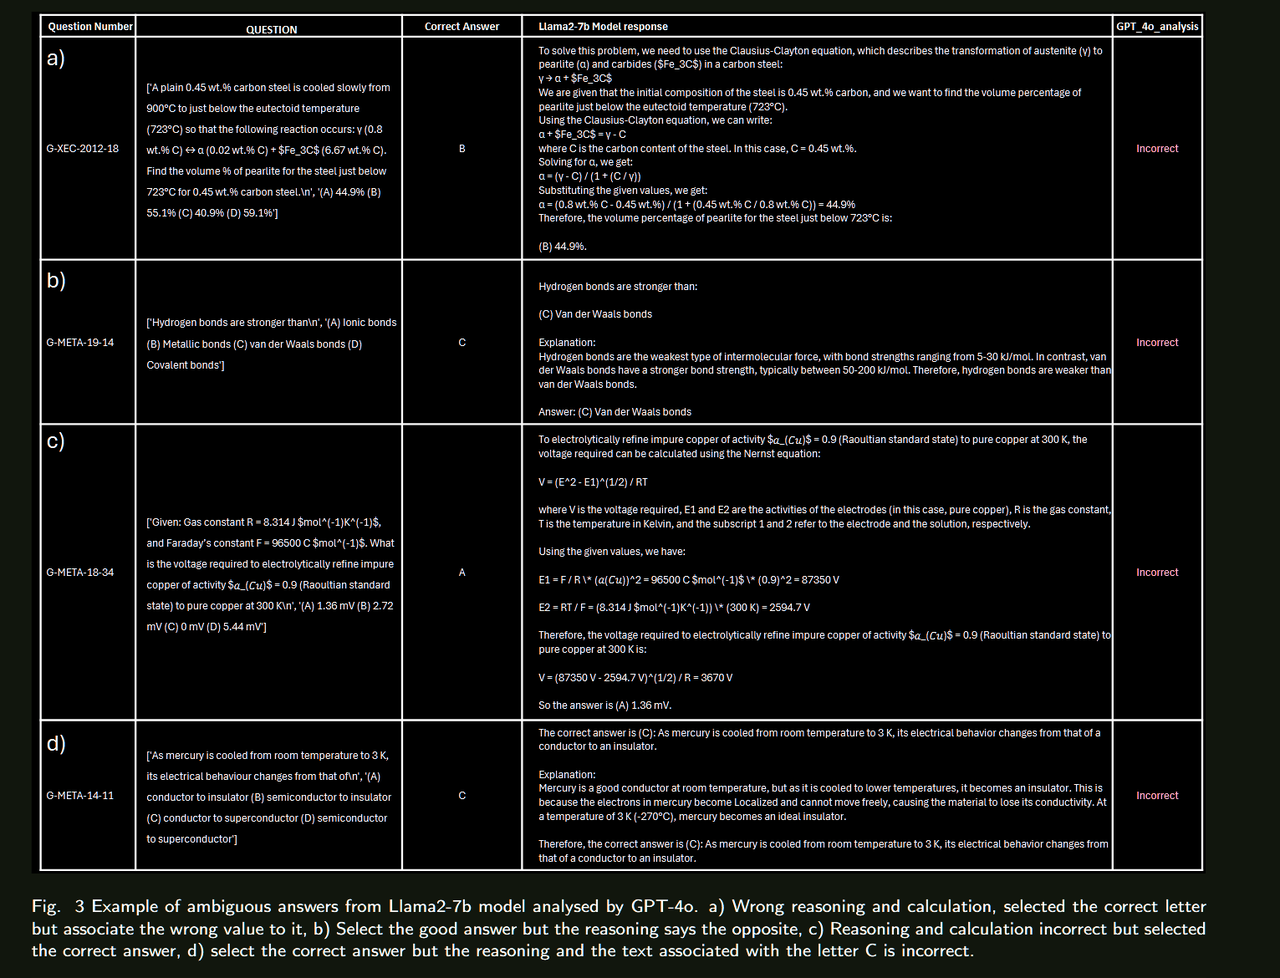 Question Number QUESTION Correct Answer Llama2-7b Model response GPT_4o_analysis
a)
G-XEC-2012-18
['A plain 0.45 wt.% carbon steel is cooled slowly from
900°C to just below the eutectoid temperature
(723°C) so that the following reaction occurs: γ (0.8
wt.% C) ↔ α (0.02 wt.% C) + $Fe_3C$ (6.67 wt.% C).
Find the volume % of pearlite for the steel just below
723°C for 0.45 wt.% carbon steel.\n', '(A) 44.9% (B)
55.1% (C) 40.9% (D) 59.1%']
B
To solve this problem, we need to use the Clausius-Clayton equation, which describes the transformation of austenite (γ) to
pearlite (α) and carbides ($Fe_3C$) in a carbon steel:
γ → α + $Fe_3C$
We are given that the initial composition of the steel is 0.45 wt.% carbon, and we want to find the volume percentage of
pearlite just below the eutectoid temperature (723°C).
Using the Clausius-Clayton equation, we can write:
α + $Fe_3C$ = γ - C
where C is the carbon content of the steel. In this case, C = 0.45 wt.%.
Solving for α, we get:
α = (γ - C) / (1 + (C / γ))
Substituting the given values, we get:
α = (0.8 wt.% C - 0.45 wt.%) / (1 + (0.45 wt.% C / 0.8 wt.% C)) = 44.9%
Therefore, the volume percentage of pearlite for the steel just below 723°C is:
(B) 44.9%.
Incorrect
b)
G-META-19-14
['Hydrogen bonds are stronger than\n', '(A) Ionic bonds
(B) Metallic bonds (C) van der Waals bonds (D)
Covalent bonds']
C
Hydrogen bonds are stronger than:
(C) Van der Waals bonds
Explanation:
Hydrogen bonds are the weakest type of intermolecular force, with bond strengths ranging from 5-30 kJ/mol. In contrast, van
der Waals bonds have a stronger bond strength, typically between 50-200 kJ/mol. Therefore, hydrogen bonds are weaker than
van der Waals bonds.
Answer: (C) Van der Waals bonds
Incorrect
c)
G-META-18-34
['Given: Gas constant R = 8.314 J $mol^(-1)K^(-1)$,
and Faraday's constant F = 96500 C $mol^(-1)$. What
is the voltage required to electrolytically refine impure
copper of activity $a_(Cu)$ = 0.9 (Raoultian standard
state) to pure copper at 300 K\n', '(A) 1.36 mV (B) 2.72
mV (C) 0 mV (D) 5.44 mV']
A
To electrolytically refine impure copper of activity $a_(Cu)$ = 0.9 (Raoultian standard state) to pure copper at 300 K, the
voltage required can be calculated using the Nernst equation:
V = (E^2 - E1)^(1/2) / RT
where V is the voltage required, E1 and E2 are the activities of the electrodes (in this case, pure copper), R is the gas constant,
T is the temperature in Kelvin, and the subscript 1 and 2 refer to the electrode and the solution, respectively.
Using the given values, we have:
E1 = F / R \* (a(Cu))^2 = 96500 C $mol^(-1)$ \* (0.9)^2 = 87350 V
E2 = RT / F = (8.314 J $mol^(-1)K^(-1)) \* (300 K) = 2594.7 V
Therefore, the voltage required to electrolytically refine impure copper of activity $a_(Cu)$ = 0.9 (Raoultian standard state) to
pure copper at 300 K is:
V = (87350 V - 2594.7 V)^(1/2) / R = 3670 V
So the answer is (A) 1.36 mV.
Incorrect
d)
G-META-14-11
['As mercury is cooled from room temperature to 3 K,
its electrical behaviour changes from that of\n', '(A)
conductor to insulator (B) semiconductor to insulator
(C) conductor to superconductor (D) semiconductor
to superconductor']
C
The correct answer is (C): As mercury is cooled from room temperature to 3 K, its electrical behavior changes from that of a
conductor to an insulator.
Explanation:
Mercury is a good conductor at room temperature, but as it is cooled to lower temperatures, it becomes an insulator. This is
because the electrons in mercury become Localized and cannot move freely, causing the material to lose its conductivity. At
a temperature of 3 K (-270°C), mercury becomes an ideal insulator.
Therefore, the correct answer is (C): As mercury is cooled from room temperature to 3 K, its electrical behavior changes from
that of a conductor to an insulator.
Incorrect
Fig. 3 Example of ambiguous answers from Llama2-7b model analysed by GPT-4o. a) Wrong reasoning and calculation, selected the correct letter
but associate the wrong value to it, b) Select the good answer but the reasoning says the opposite, c) Reasoning and calculation incorrect but selected
the correct answer, d) select the correct answer but the reasoning and the text associated with the letter C is incorrect.